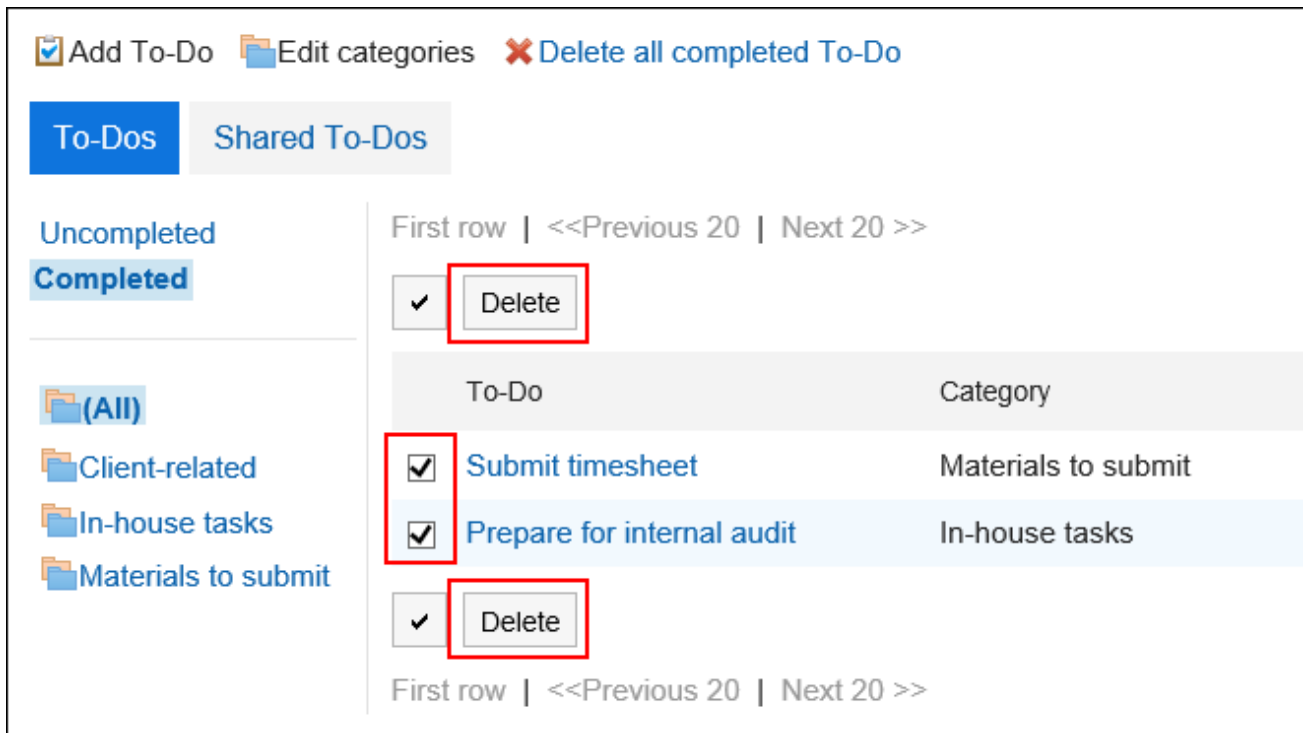 Add To-Do Edit categories Delete all completed To-Do
To-Dos Shared To-Dos
Uncompleted
Completed
(All)
Client-related
In-house tasks
Materials to submit
First row | <<Previous 20 | Next 20 >>
Delete
To-Do Category
Submit timesheet Materials to submit
Prepare for internal audit In-house tasks
Delete
First row | <<Previous 20 | Next 20 >>